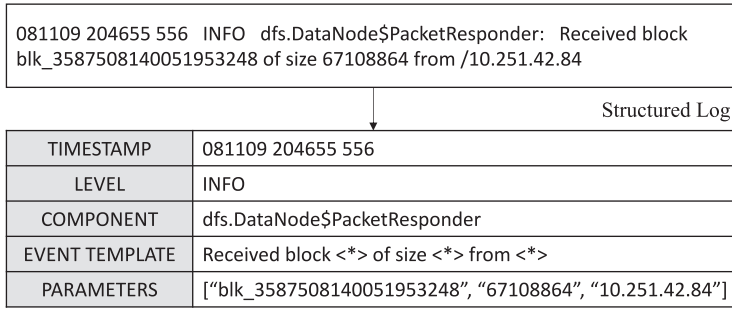 081109 204655 556 INFO dfs.DataNode$PacketResponder: Received block
blk_3587508140051953248 of size 67108864 from /10.251.42.84
Structured Log
TIMESTAMP 081109 204655 556
LEVEL INFO
COMPONENT dfs.DataNode$PacketResponder
EVENT TEMPLATE Received block <*> of size <*> from <*>
PARAMETERS [“blk_3587508140051953248”, “67108864”, “10.251.42.84”]